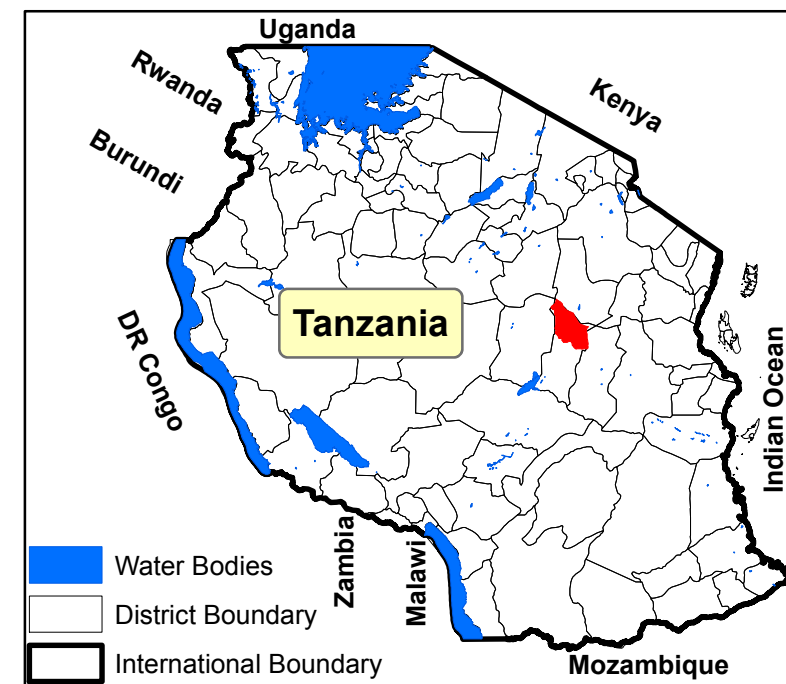 Uganda
Rwanda
Kenya
Burundi
Tanzania
DR Congo
Indian Ocean
Zambia
Malawi
Water Bodies
District Boundary
International Boundary
Mozambique